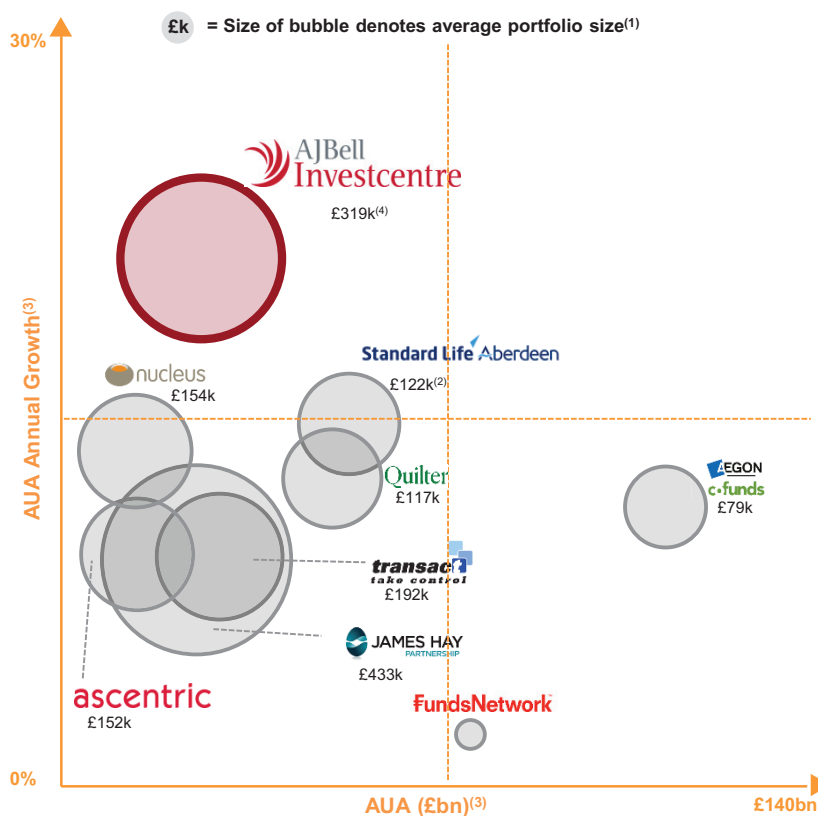 £k = Size of bubble denotes average portfolio size(1)
30%
AJBell
Investcentre
£319k(4)
Standard Life Aberdeen
£122k(2)
nucleus
£154k
AUA Annual Growth(3)
Quilter
£117k
AEGON
c•funds
£79k
transact
take control
£192k
JAMES HAY
PARTNERSHIP
£433k
ascentric
£152k
FundsNetwork
0%
AUA (£bn)(3)
£140bn